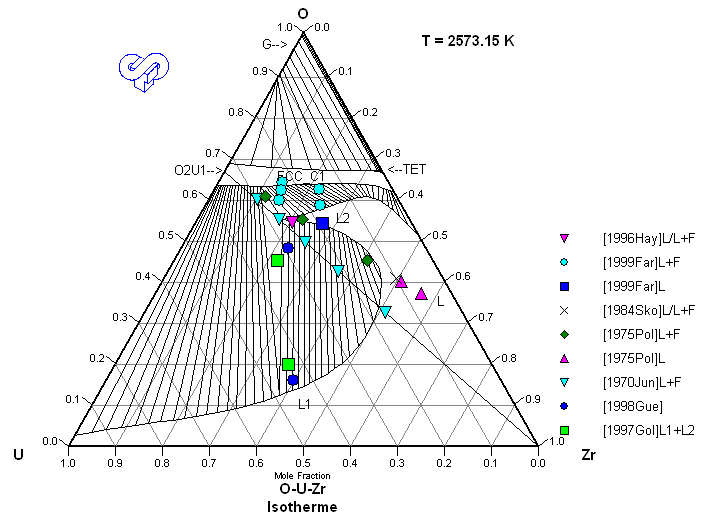 O
1.0 0.0
G-->
T = 2573.15 K
0.9 0.1
0.8 0.2
0.7 0.3
O2U1--> FCC_C1 <--TET
0.6 0.4
L2
0.5 0.5
[1996Hay]L/L+F
[1999Far]L+F
0.4 0.6
[1999Far]L
L
[1984Sko]L/L+F
0.3 0.7
[1975Pol]L+F
[1975Pol]L
0.2 0.8
[1970Jun]L+F
0.1 L1 0.9
[1998Gue]
[1997Gol]L1+L2
0.0 1.0
U Zr
1.0 0.9 0.8 0.7 0.6 0.5 0.4 0.3 0.2 0.1 0.0
Mole Fraction
O-U-Zr
Isotherme